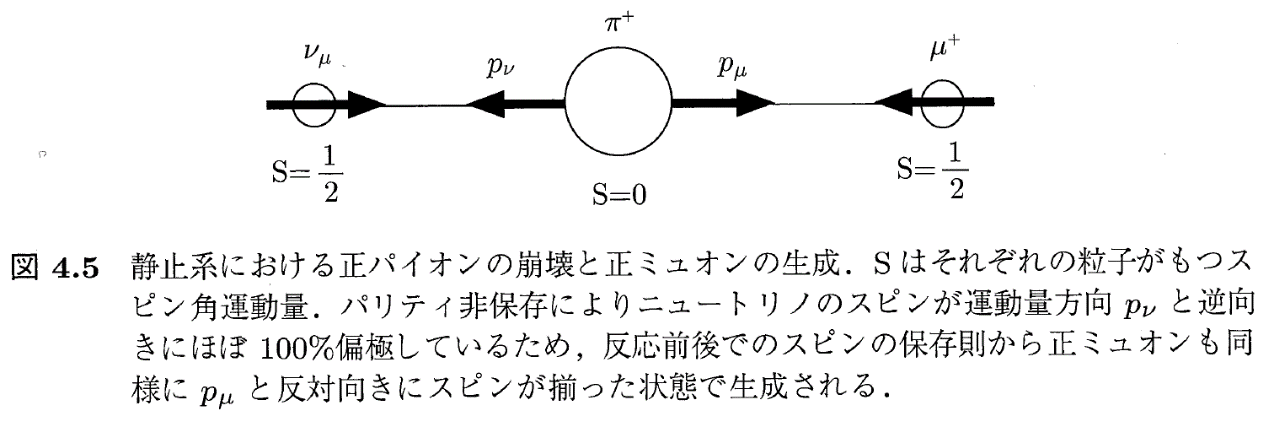 π⁺
ν_μ p_ν p_μ μ⁺
S=1/2 S=0 S=1/2
図 4.5 静止系における正パイオンの崩壊と正ミュオンの生成．Sはそれぞれの粒子がもつス
ピン角運動量．パリティ非保存によりニュートリノのスピンが運動量方向 p_ν と逆向
きにほぼ 100%偏極しているため，反応前後でのスピンの保存則から正ミュオンも同
様に p_μ と反対向きにスピンが揃った状態で生成される．